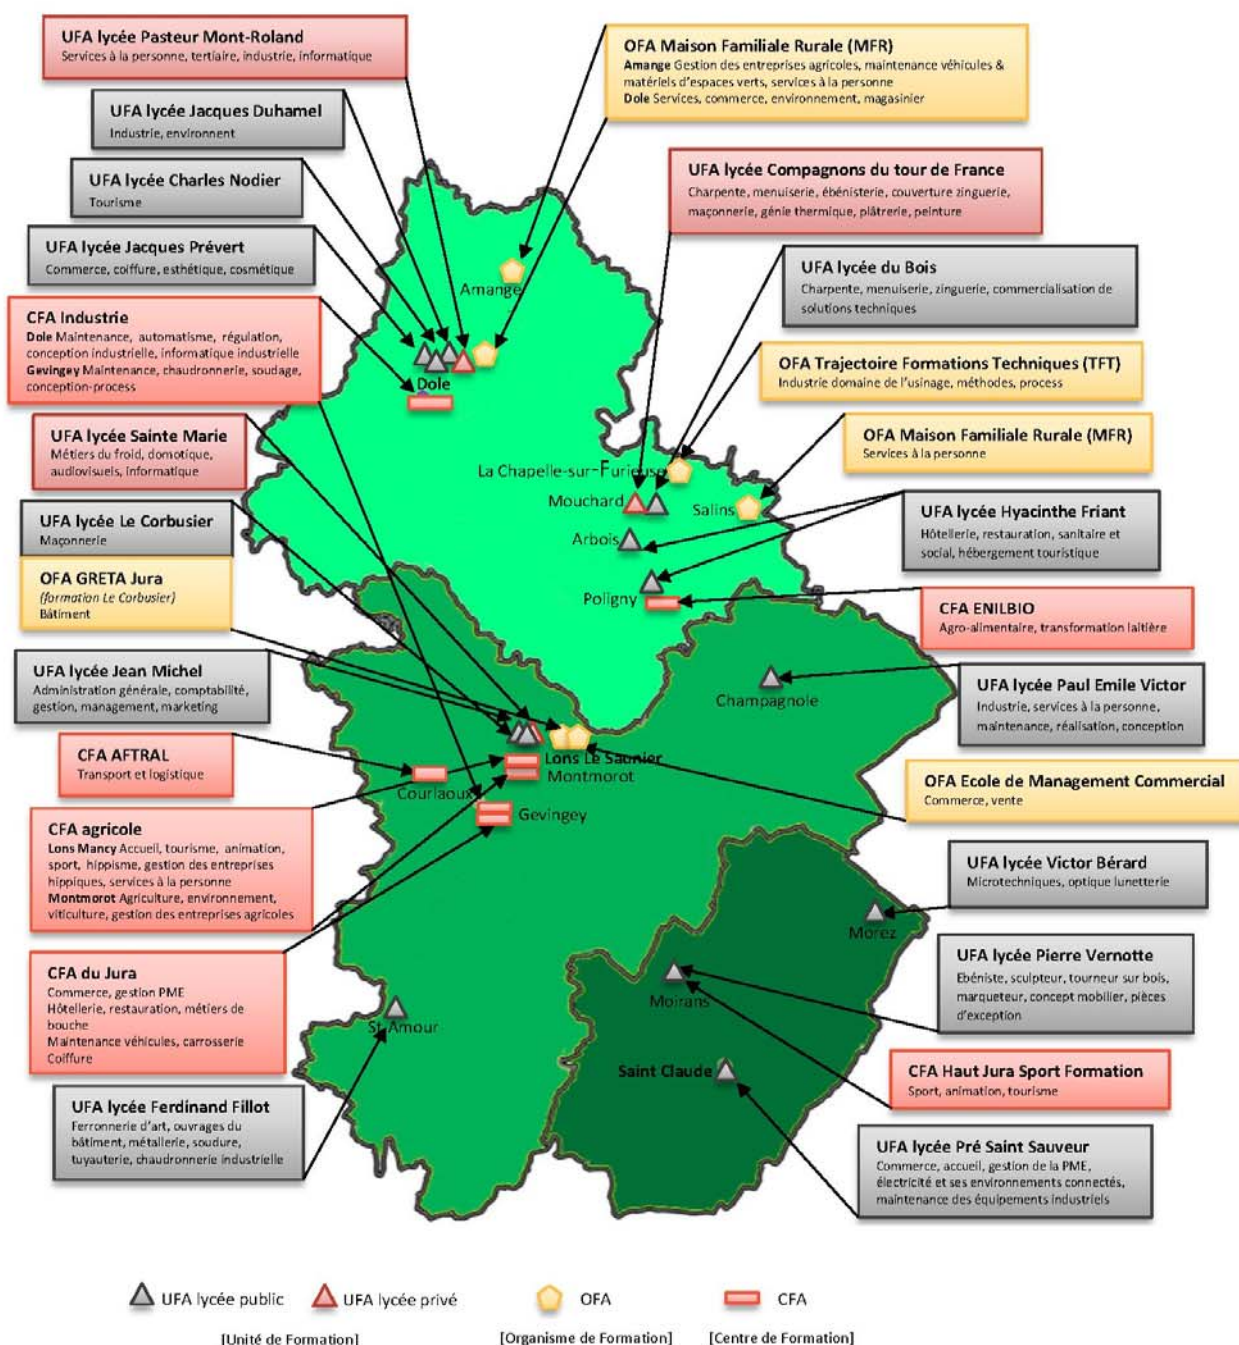 UFA lycée Pasteur Mont-Roland
Services à la personne, tertiaire, industrie, informatique
UFA lycée Jacques Duhamel
Industrie, environnent
UFA lycée Charles Nodier
Tourisme
UFA lycée Jacques Prévert
Commerce, coiffure, esthétique, cosmétique
CFA Industrie
Dole Maintenance, automatisme, régulation,
conception industrielle, informatique industrielle
Gevingey Maintenance, chaudronnerie, soudage,
conception-process
UFA lycée Sainte Marie
Métiers du froid, domotique,
audiovisuels, informatique
UFA lycée Le Corbusier
Maçonnerie
OFA GRETA Jura
(formation Le Corbusier)
Bâtiment
UFA lycée Jean Michel
Administration générale, comptabilité,
gestion, management, marketing
CFA AFTRAL
Transport et logistique
CFA agricole
Lons Mancy Accueil, tourisme, animation,
sport, hippisme, gestion des entreprises
hippiques, services à la personne
Montmorot Agriculture, environnement,
viticulture, gestion des entreprises agricoles
CFA du Jura
Commerce, gestion PME
Hôtellerie, restauration, métiers de
bouche
Maintenance véhicules, carrosserie
Coiffure
UFA lycée Ferdinand Fillot
Ferronnerie d'art, ouvrages du
bâtiment, métallerie, soudure,
tuyauterie, chaudronnerie industrielle
OFA Maison Familiale Rurale (MFR)
Amange Gestion des entreprises agricoles, maintenance véhicules &
matériels d'espaces verts, services à la personne
Dole Services, commerce, environnement, magasinier
UFA lycée Compagnons du tour de France
Charpente, menuiserie, ébénisterie, couverture zinguerie,
maçonnerie, génie thermique, plâtrerie, peinture
UFA lycée du Bois
Charpente, menuiserie, zinguerie, commercialisation de
solutions techniques
OFA Trajectoire Formations Techniques (TFT)
Industrie domaine de l'usinage, méthodes, process
OFA Maison Familiale Rurale (MFR)
Services à la personne
UFA lycée Hyacinthe Friant
Hôtellerie, restauration, sanitaire et
social, hébergement touristique
CFA ENILBIO
Agro-alimentaire, transformation laitière
UFA lycée Paul Emile Victor
Industrie, services à la personne,
maintenance, réalisation, conception
OFA Ecole de Management Commercial
Commerce, vente
UFA lycée Victor Bérard
Microtechniques, optique lunetterie
UFA lycée Pierre Vernotte
Ebéniste, sculpteur, tourneur sur bois,
marqueteur, concept mobilier, pièces
d'exception
CFA Haut Jura Sport Formation
Sport, animation, tourisme
UFA lycée Pré Saint Sauveur
Commerce, accueil, gestion de la PME,
électricité et ses environnements connectés,
maintenance des équipements industriels
Amange
Dole
La Chapelle-sur-Furieuse
Mouchard
Salins
Arbois
Poligny
Champagnole
Lons Le Saunier
Montmorot
Courlaoux
Gevingey
Morez
Moirans
St Amour
Saint Claude
UFA lycée public
UFA lycée privé
OFA
CFA
[Unité de Formation]
[Organisme de Formation]
[Centre de Formation]